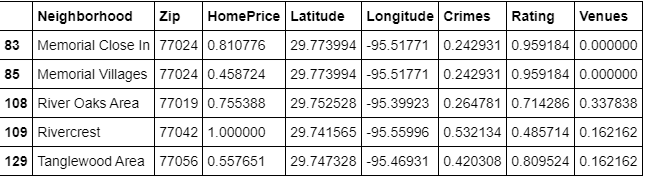 Neighborhood Zip HomePrice Latitude Longitude Crimes Rating Venues
83 Memorial Close In 77024 0.810776 29.773994 -95.51771 0.242931 0.959184 0.000000
85 Memorial Villages 77024 0.458724 29.773994 -95.51771 0.242931 0.959184 0.000000
108 River Oaks Area 77019 0.755388 29.752528 -95.39923 0.264781 0.714286 0.337838
109 Rivercrest 77042 1.000000 29.741565 -95.55996 0.532134 0.485714 0.162162
129 Tanglewood Area 77056 0.557651 29.747328 -95.46931 0.420308 0.809524 0.162162